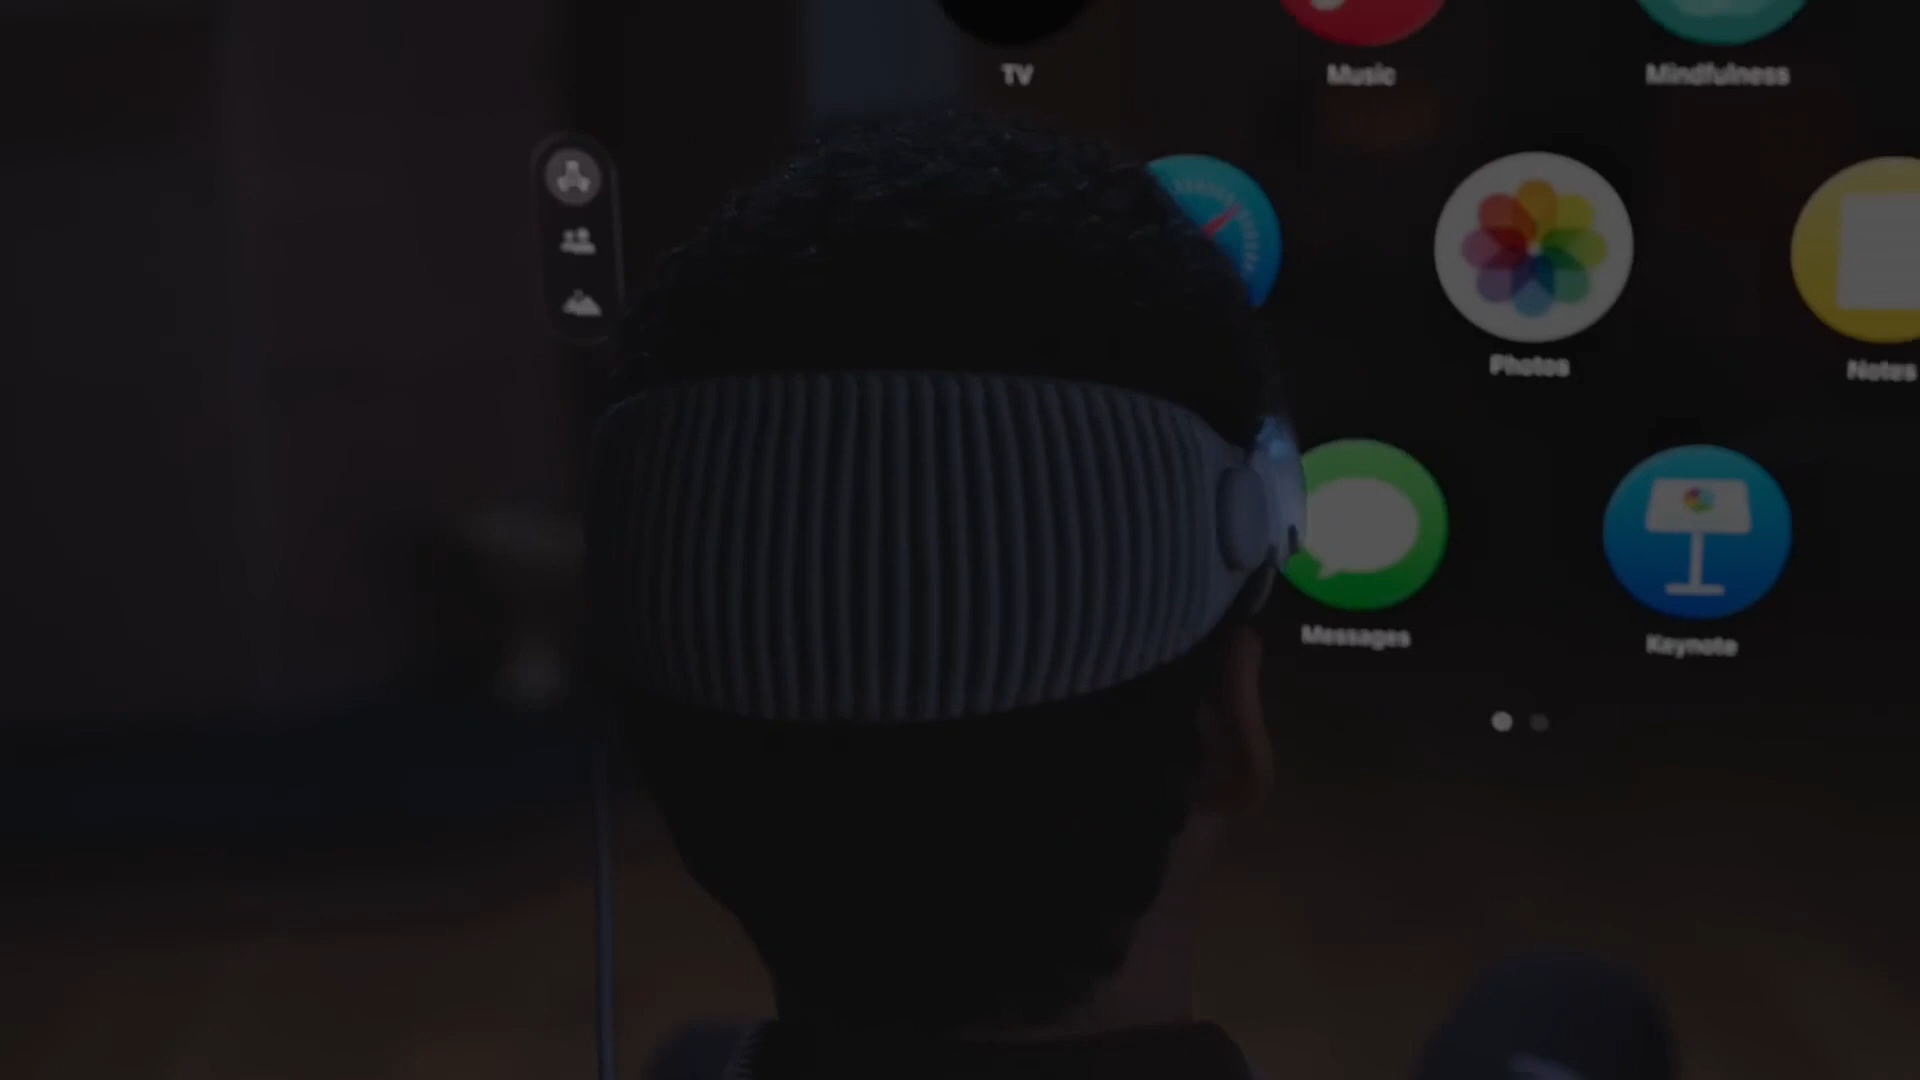 TV
Music
Mindfulness
Photos
Notes
Messages
Keynote